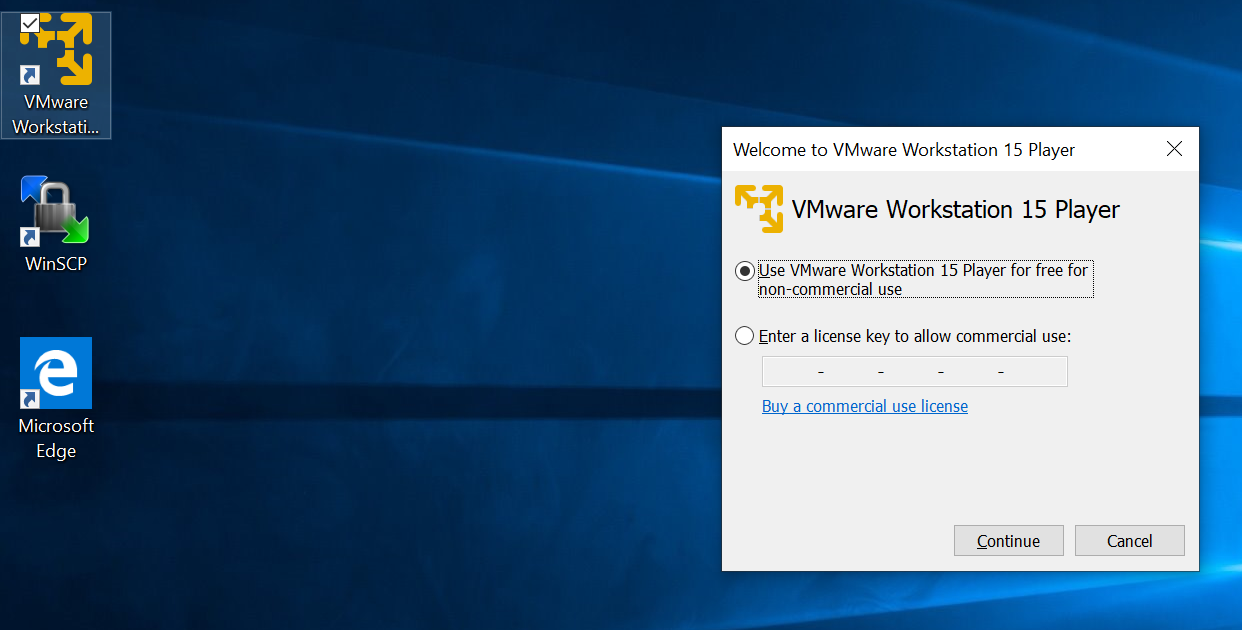 VMware
Workstati...
WinSCP
Microsoft
Edge
Welcome to VMware Workstation 15 Player
VMware Workstation 15 Player
Use VMware Workstation 15 Player for free for
non-commercial use
Enter a license key to allow commercial use:
- - - -
Buy a commercial use license
Continue
Cancel